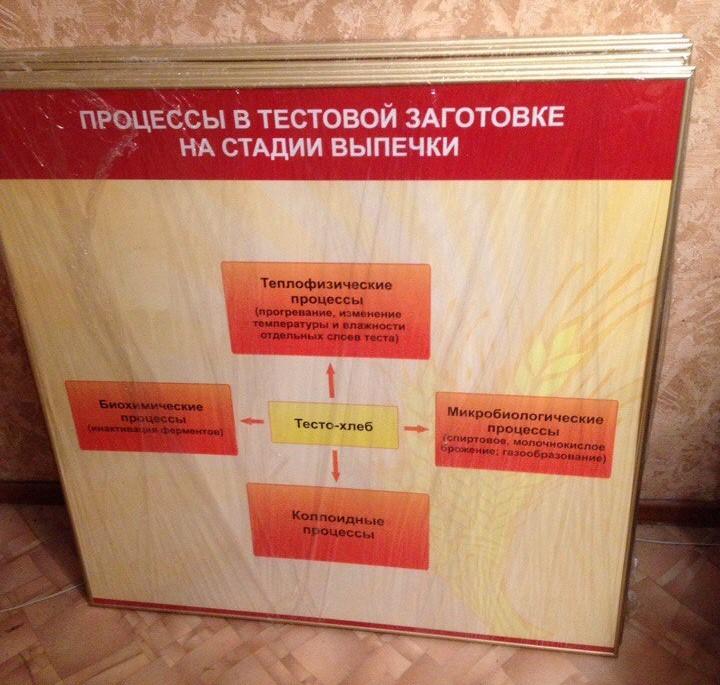 ПРОЦЕССЫ В ТЕСТОВОЙ ЗАГОТОВКЕ
НА СТАДИИ ВЫПЕЧКИ
Теплофизические
процессы
(прогревание, изменение
температуры и влажности
отдельных слоев теста)
Биохимические
процессы
(инактивация ферментов)
Тесто-хлеб
Микробиологические
процессы
(спиртовое, молочнокислое
брожение; газообразование)
Коллоидные
процессы